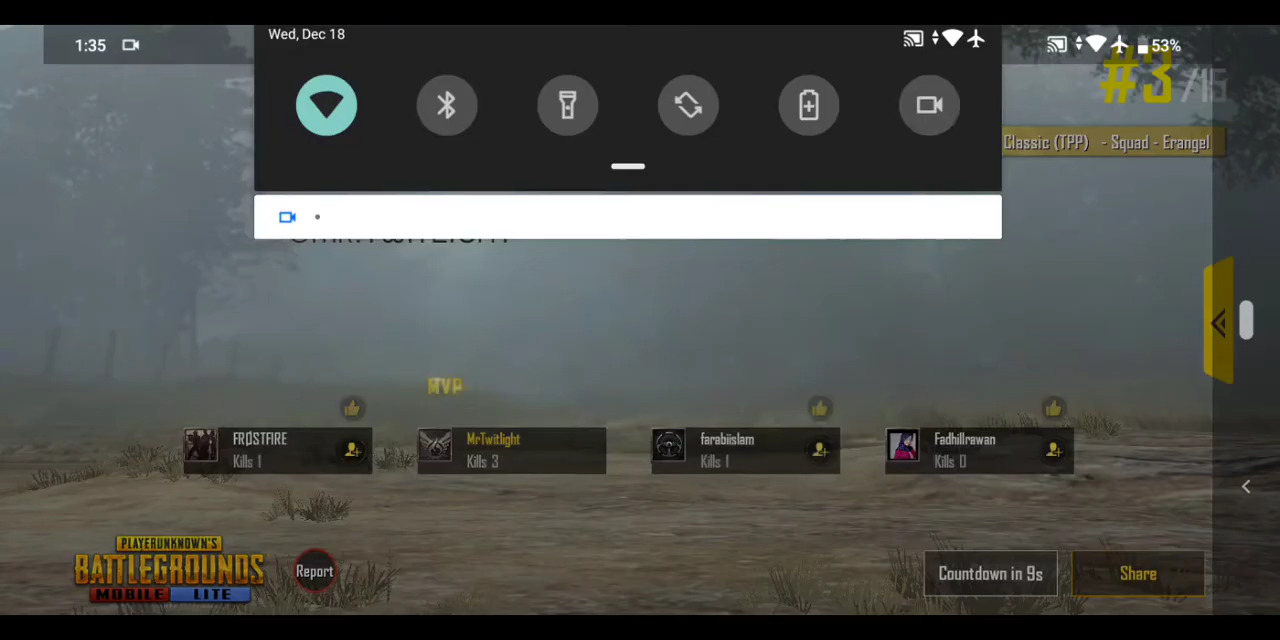 Wed, Dec 18
1:35
53%
#3/15
Classic (TPP) - Squad - Erangel
MVP
FRØSTFIRE
Kills 1
MrTwitlight
Kills 3
farabiislam
Kills 1
Fadhillrawan
Kills 0
PLAYERUNKNOWN'S
BATTLEGROUNDS
MOBILE LITE
Report
Countdown in 9s
Share